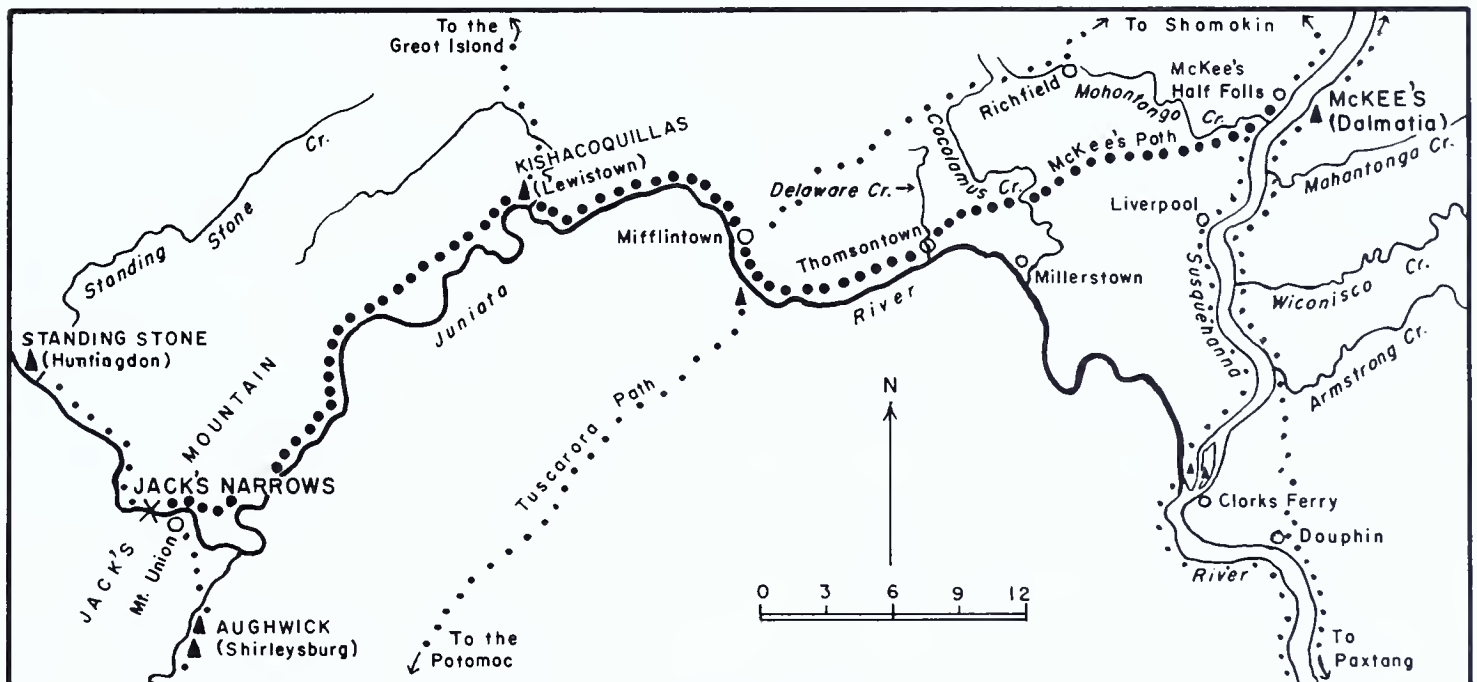 To the
Great Island
To Shomokin
McKee's
Half Falls
Richfield
Mahantango
Cr.
McKEE'S
(Dalmatia)
Cr.
KISHACOQUILLAS
(Lewistown)
Cocolamus
Cr.
McKee's Path
Mahantanga Cr.
Delaware Cr.
Liverpool
Standing
Stone
Mifflintown
Thomsontown
Millerstown
Susquehanna
Wiconisco
Cr.
Juniata
River
STANDING STONE
(Huntingdon)
Armstrong Cr.
MOUNTAIN
Tuscarora
Path
N
JACK'S NARROWS
Clarks Ferry
JACK'S
Mt. Union
Dauphin
River
0 3 6 9 12
AUGHWICK
(Shirleysburg)
To the
Potomac
To
Paxtang